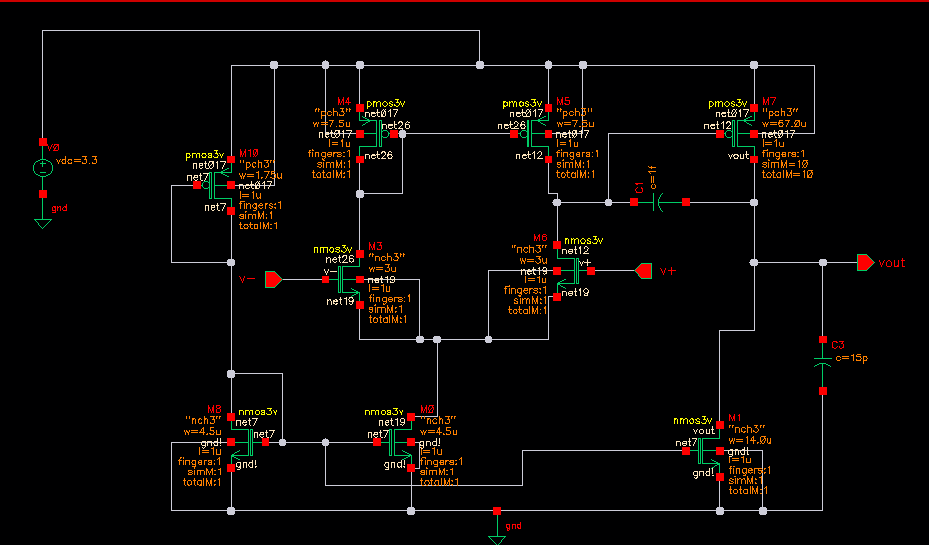 V0
vdc=3.3
gnd
pmos3v
net017
M10
"pch3"
w=1.75u
net7
net017
l=1u
net7
fingers:1
simM:1
totalM:1
M4
pmos3v
"pch3"
net017
w=7.5u
net26
net017
l=1u
fingers:1
net26
simM:1
totalM:1
pmos3v
M5
net017
"pch3"
net26
w=7.5u
net017
l=1u
net12
fingers:1
simM:1
totalM:1
pmos3v
M7
net017
"pch3"
net12
w=67.0u
net017
l=1u
vout
fingers:1
simM=10
totalM=10
C1
c=1f
nmos3v
M3
net26
"nch3"
v-
w=3u
v-
net19
l=1u
net19
fingers:1
simM:1
totalM:1
M6
nmos3v
"nch3"
net12
w=3u
v+
net19
v+
l=1u
fingers:1
net19
simM:1
totalM:1
vout
C3
c=15p
M8
nmos3v
"nch3"
net7
w=4.5u
net7
gnd!
l=1u
fingers:1
gnd!
simM:1
totalM:1
nmos3v
M0
net19
"nch3"
net7
w=4.5u
gnd!
l=1u
gnd!
fingers:1
simM:1
totalM:1
nmos3v
M1
vout
"nch3"
net7
w=14.0u
gnd!
l=1u
gnd!
fingers:1
simM:1
totalM:1
gnd